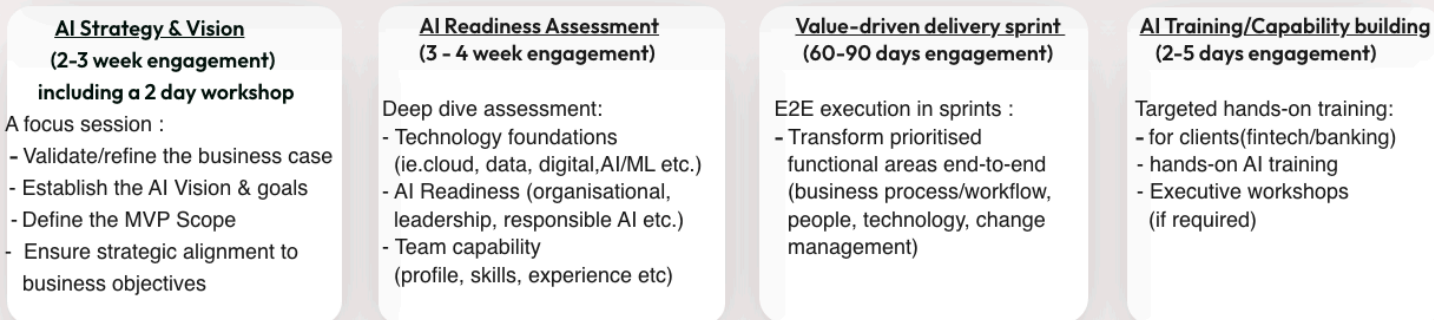 AI Strategy & Vision
(2-3 week engagement)
including a 2 day workshop
A focus session :
- Validate/refine the business case
- Establish the AI Vision & goals
- Define the MVP Scope
- Ensure strategic alignment to
business objectives
AI Readiness Assessment
(3 - 4 week engagement)
Deep dive assessment:
- Technology foundations
(ie.cloud, data, digital,AI/ML etc.)
- AI Readiness (organisational,
leadership, responsible AI etc.)
- Team capability
(profile, skills, experience etc)
Value-driven delivery sprint
(60-90 days engagement)
E2E execution in sprints :
- Transform prioritised
functional areas end-to-end
(business process/workflow,
people, technology, change
management)
AI Training/Capability building
(2-5 days engagement)
Targeted hands-on training:
- for clients(fintech/banking)
- hands-on AI training
- Executive workshops
(if required)